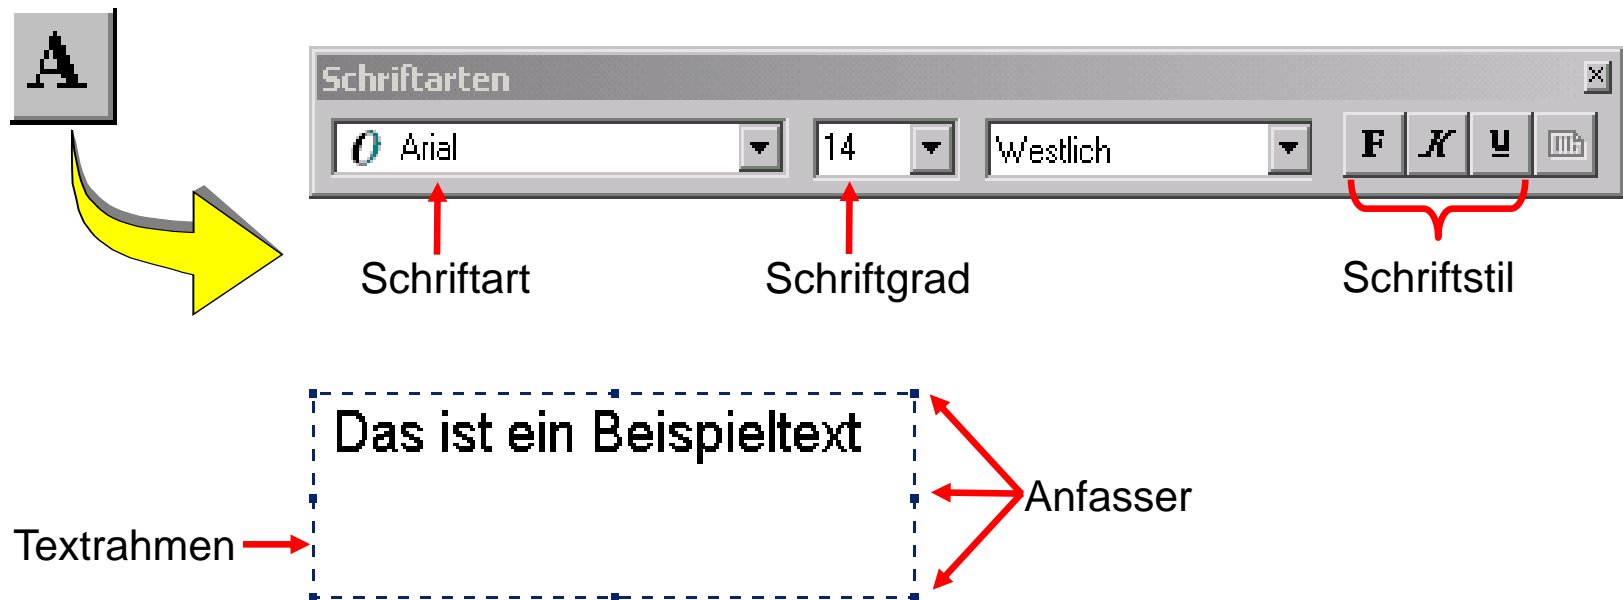 A
Schriftarten
Arial 14 Westlich F K U
Schriftart Schriftgrad Schriftstil
Das ist ein Beispieltext
Anfasser
Textrahmen